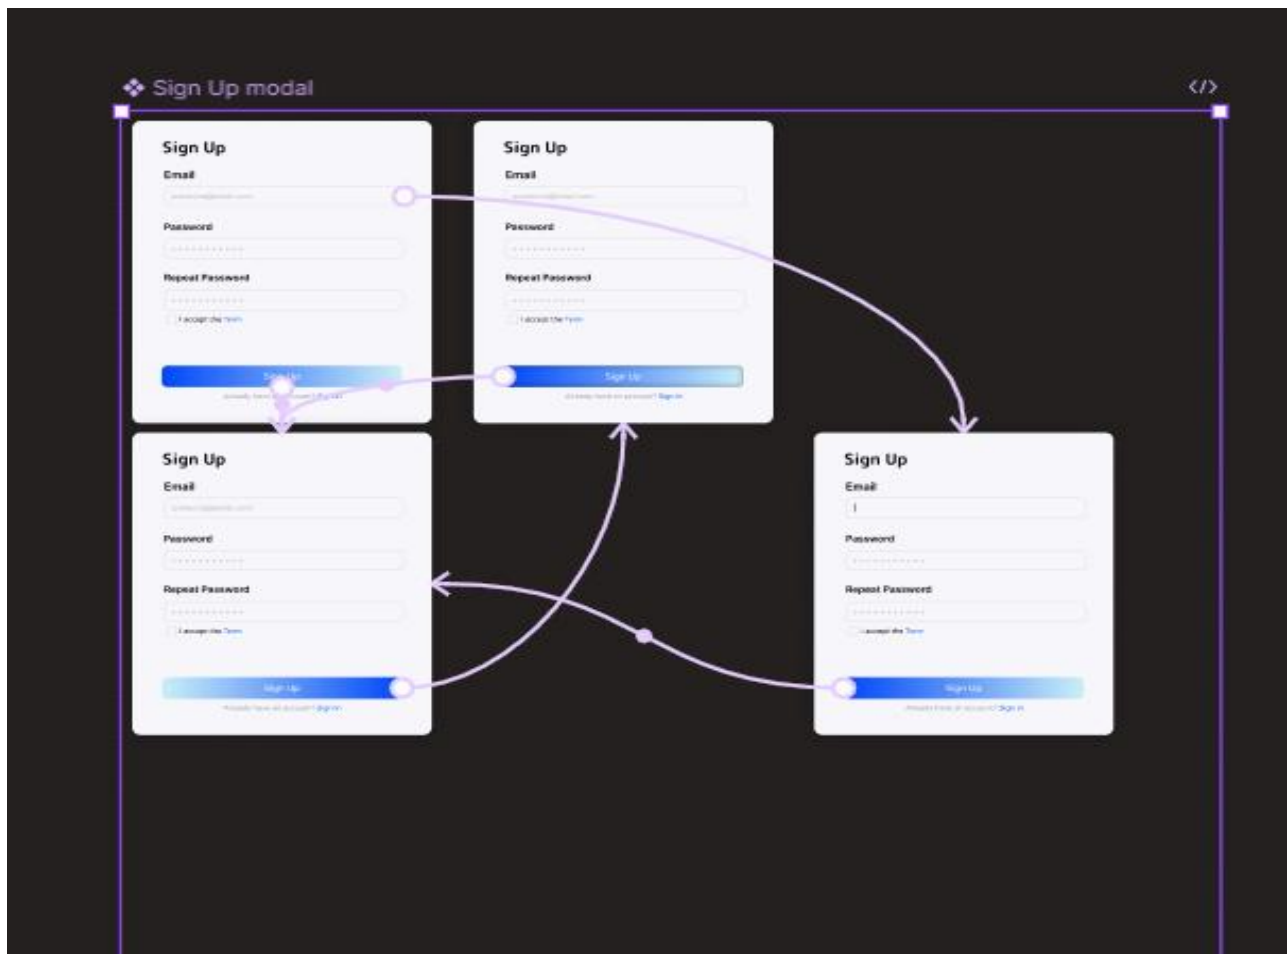 Sign Up modal
</>
Sign Up
Email
Password
Repeat Password
I accept the Term
Sign Up
Sign Up
Email
Password
Repeat Password
I accept the Term
Sign Up
Already have an account? Sign In
Sign Up
Email
Password
Repeat Password
I accept the Term
Sign Up
Already have an account? Sign In
Sign Up
Email
Password
Repeat Password
I accept the Term
Sign Up
Already have an account? Sign In